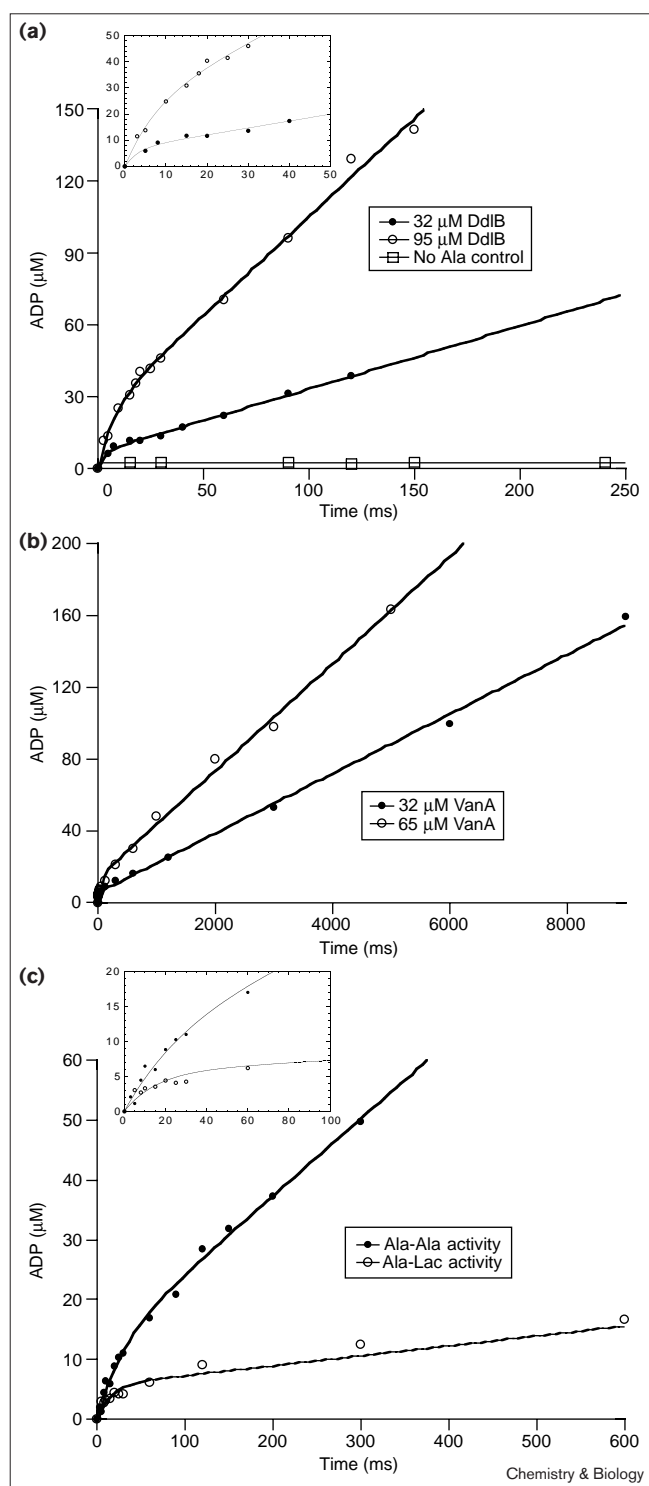 (a)
50
40
30
20
10
0
0 10 20 30 40 50
150
120
90
60
30
0
ADP (µM)
32 µM DdlB
95 µM DdlB
No Ala control
0 50 100 150 200 250
Time (ms)
(b)
200
160
120
80
40
0
ADP (µM)
32 µM VanA
65 µM VanA
0 2000 4000 6000 8000
Time (ms)
(c)
20
15
10
5
0
0 20 40 60 80 100
60
50
40
30
20
10
0
ADP (µM)
Ala-Ala activity
Ala-Lac activity
0 100 200 300 400 500 600
Time (ms)
Chemistry & Biology